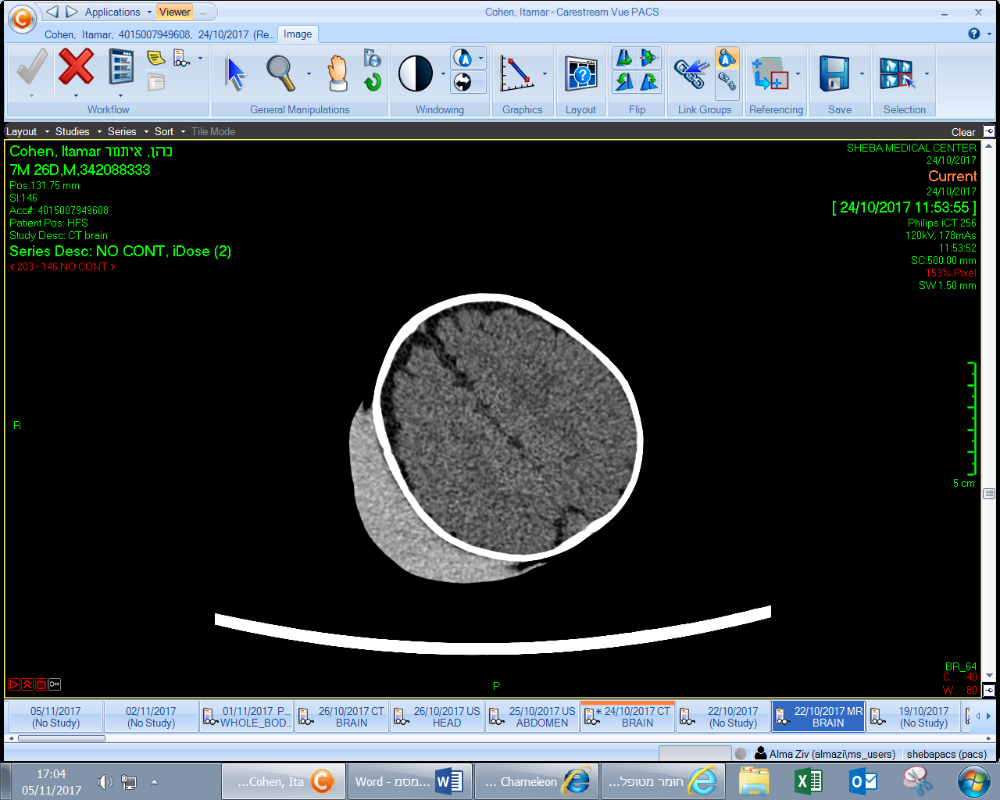 Applications
Viewer
Cohen, Itamar - Carestream Vue PACS
Cohen, Itamar, 4015007949608, 24/10/2017 (Re...
Image
Workflow
General Manipulations
Windowing
Graphics
Layout
Flip
Link Groups
Referencing
Save
Selection
Layout
Studies
Series
Sort
Tile Mode
Clear
Cohen, Itamar כהן, איתמר
7M 26D,M,342088333
Pos:131.75 mm
SI:146
Acc#: 4015007949608
Patient Pos: HFS
Study Desc: CT brain
Series Desc: NO CONT, iDose (2)
< 203 - 146 NO CONT >
SHEBA MEDICAL CENTER
24/10/2017
Current
24/10/2017
[ 24/10/2017 11:53:55 ]
Philips iCT 256
120kV, 178mAs
11:53:52
SC:500.00 mm
153% Pixel
SW 1.50 mm
R
5 cm
P
BR_64
C 40
W 80
05/11/2017
(No Study)
02/11/2017
(No Study)
01/11/2017 P...
WHOLE_BOD...
26/10/2017 CT
BRAIN
26/10/2017 US
HEAD
25/10/2017 US
ABDOMEN
* 24/10/2017 CT
BRAIN
22/10/2017
(No Study)
22/10/2017 MR
BRAIN
19/10/2017
(No Study)
Alma Ziv (almazi\ms_users)
shebapacs (pacs)
17:04
05/11/2017
...Cohen, Ita
Word - מסמ...
... Chameleon
חומר מטופל...